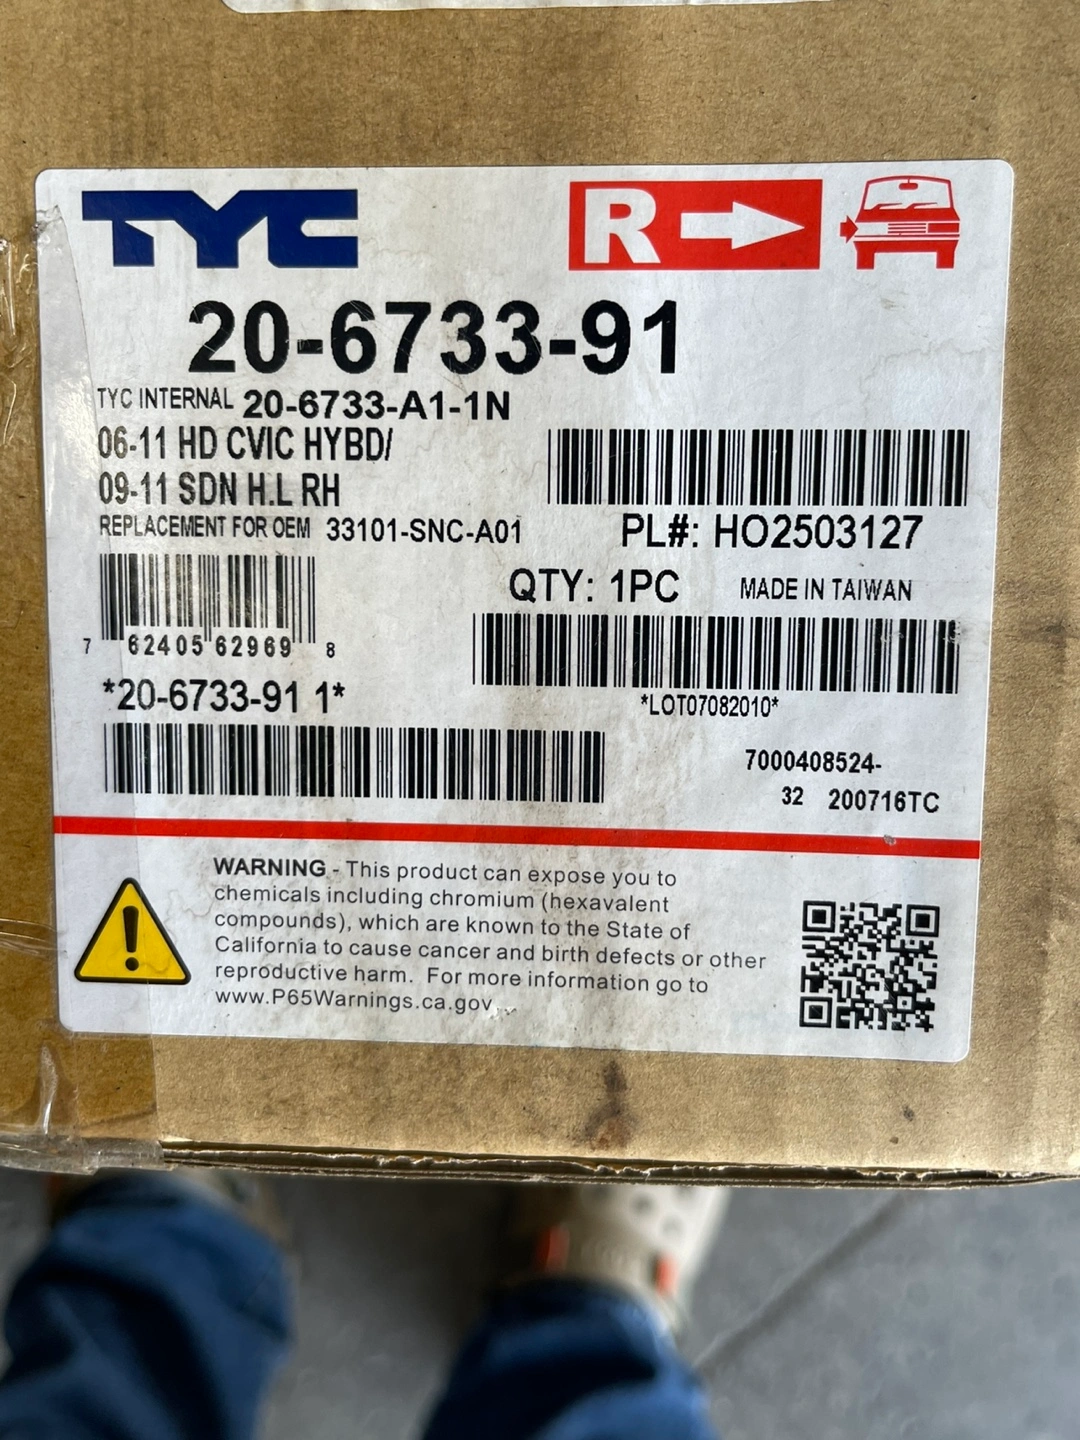 TYC
R
20-6733-91
TYC INTERNAL 20-6733-A1-1N
06-11 HD CVIC HYBD/
09-11 SDN H.L RH
REPLACEMENT FOR OEM 33101-SNC-A01
PL#: HO2503127
QTY: 1PC MADE IN TAIWAN
7 62405 62969 8
*20-6733-91 1*
*LOT07082010*
7000408524-
32 200716TC
WARNING - This product can expose you to
chemicals including chromium (hexavalent
compounds), which are known to the State of
California to cause cancer and birth defects or other
reproductive harm. For more information go to
www.P65Warnings.ca.gov